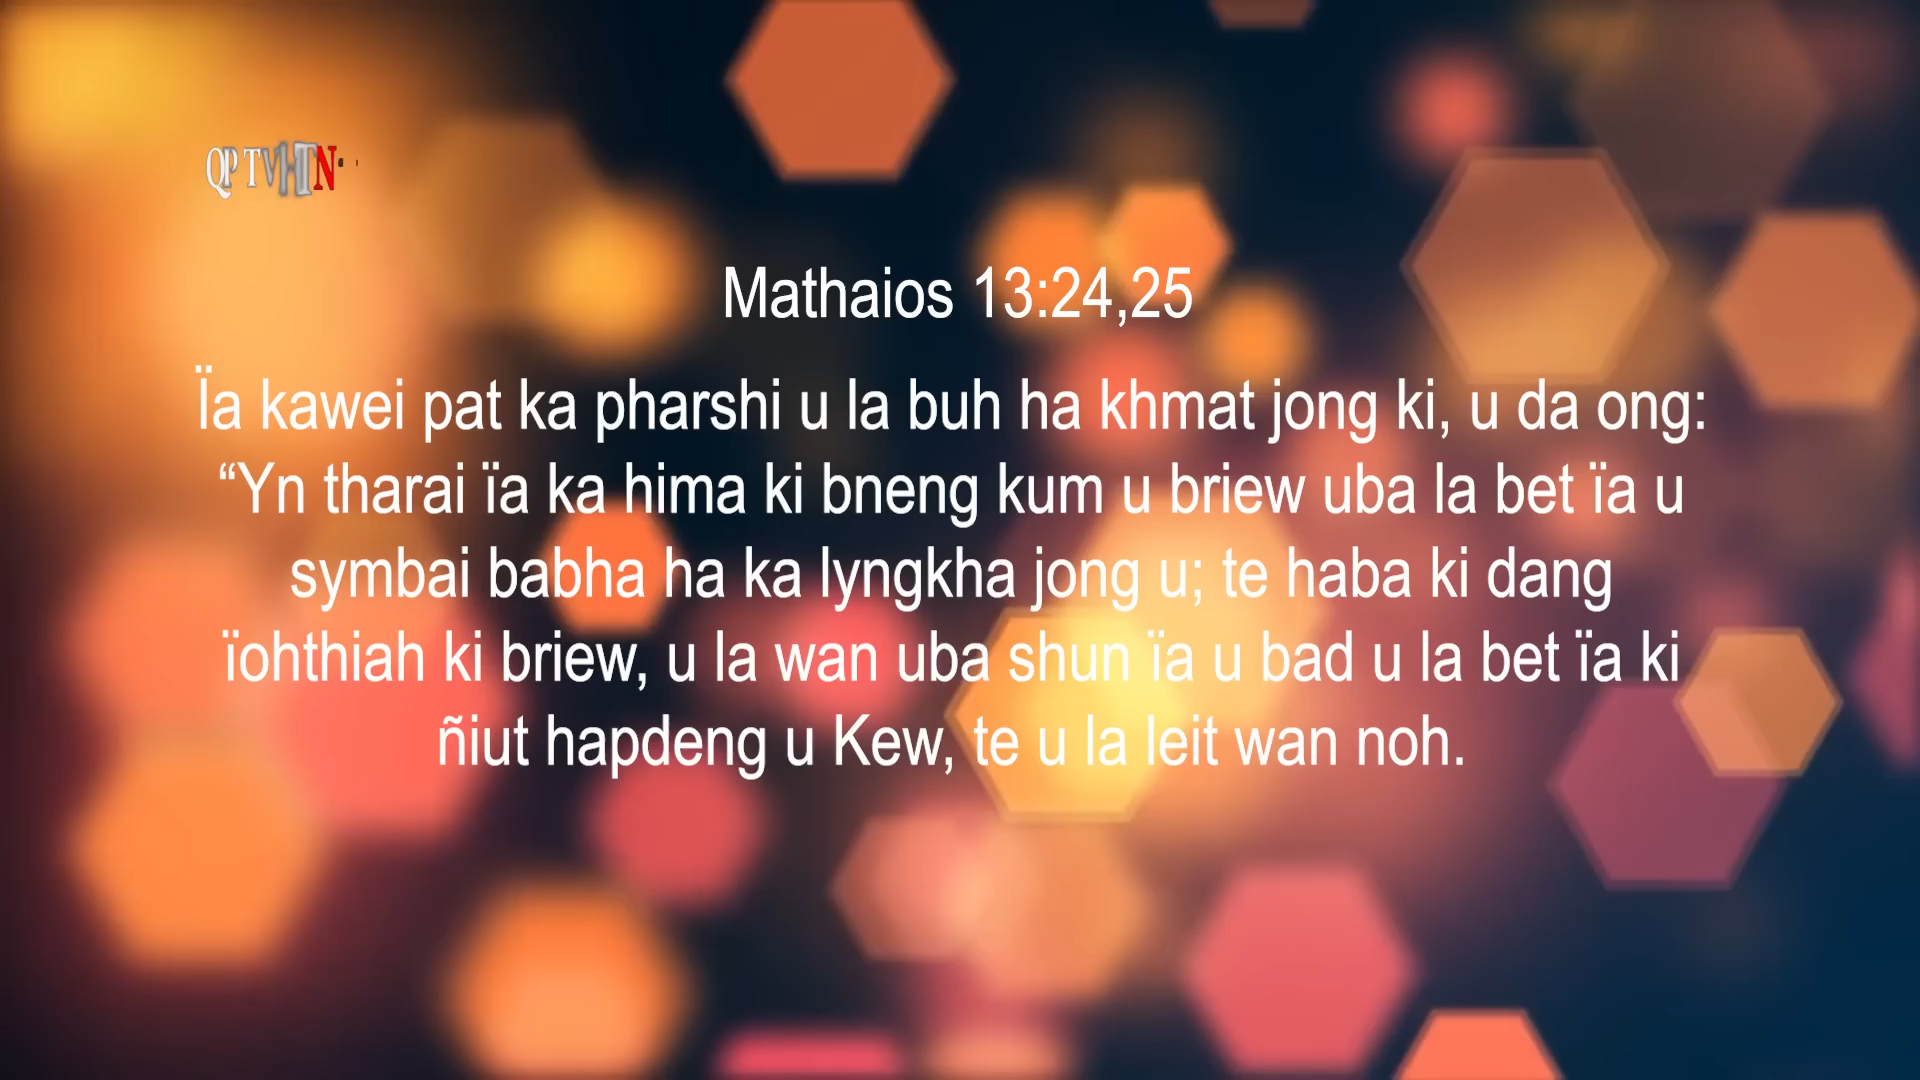 Mathaios 13:24,25
Ïa kawei pat ka pharshi u la buh ha khmat jong ki, u da ong:
“Yn tharai ïa ka hima ki bneng kum u briew uba la bet ïa u
symbai babha ha ka lyngkha jong u; te haba ki dang
ïohthiah ki briew, u la wan uba shun ïa u bad u la bet ïa ki
ñiut hapdeng u Kew, te u la leit wan noh.